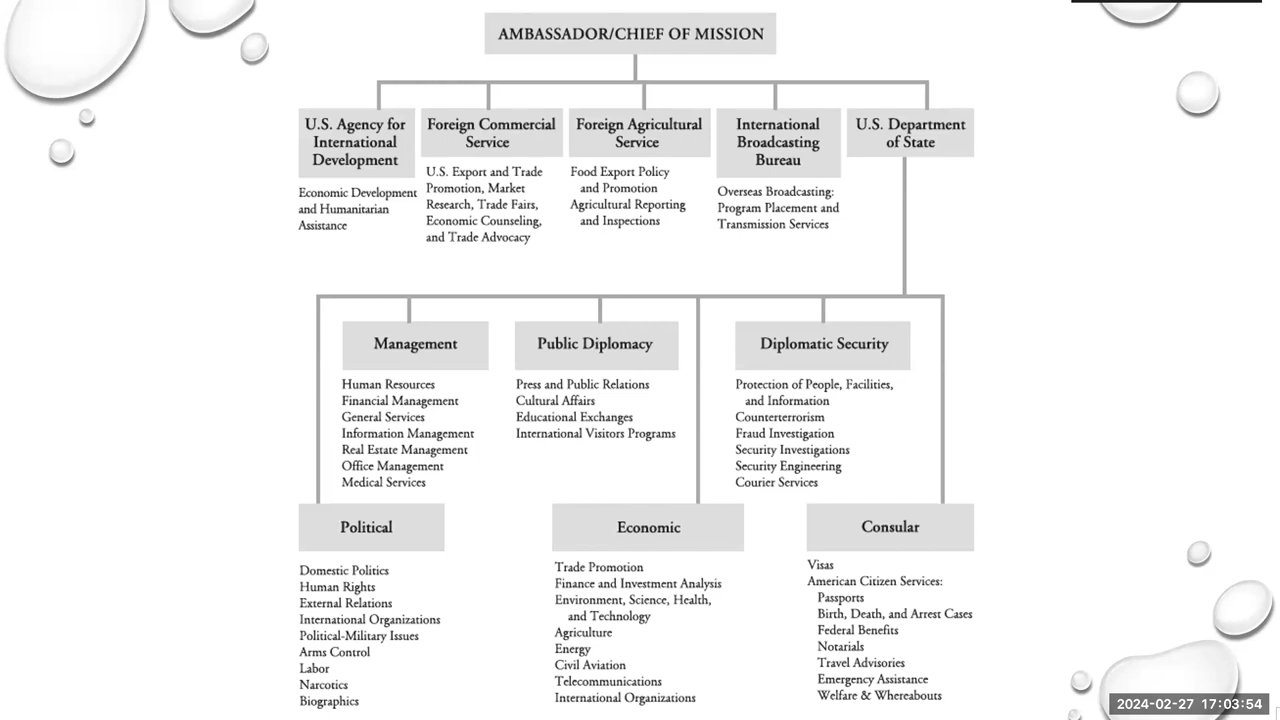 AMBASSADOR/CHIEF OF MISSION
U.S. Agency for
International
Development
Economic Development
and Humanitarian
Assistance
Foreign Commercial
Service
U.S. Export and Trade
Promotion, Market
Research, Trade Fairs,
Economic Counseling,
and Trade Advocacy
Foreign Agricultural
Service
Food Export Policy
and Promotion
Agricultural Reporting
and Inspections
International
Broadcasting
Bureau
Overseas Broadcasting:
Program Placement and
Transmission Services
U.S. Department
of State
Management
Human Resources
Financial Management
General Services
Information Management
Real Estate Management
Office Management
Medical Services
Public Diplomacy
Press and Public Relations
Cultural Affairs
Educational Exchanges
International Visitors Programs
Diplomatic Security
Protection of People, Facilities,
and Information
Counterterrorism
Fraud Investigation
Security Investigations
Security Engineering
Courier Services
Political
Domestic Politics
Human Rights
External Relations
International Organizations
Political-Military Issues
Arms Control
Labor
Narcotics
Biographics
Economic
Trade Promotion
Finance and Investment Analysis
Environment, Science, Health,
and Technology
Agriculture
Energy
Civil Aviation
Telecommunications
International Organizations
Consular
Visas
American Citizen Services:
Passports
Birth, Death, and Arrest Cases
Federal Benefits
Notarials
Travel Advisories
Emergency Assistance
Welfare & Whereabouts
2024-02-27 17:03:54